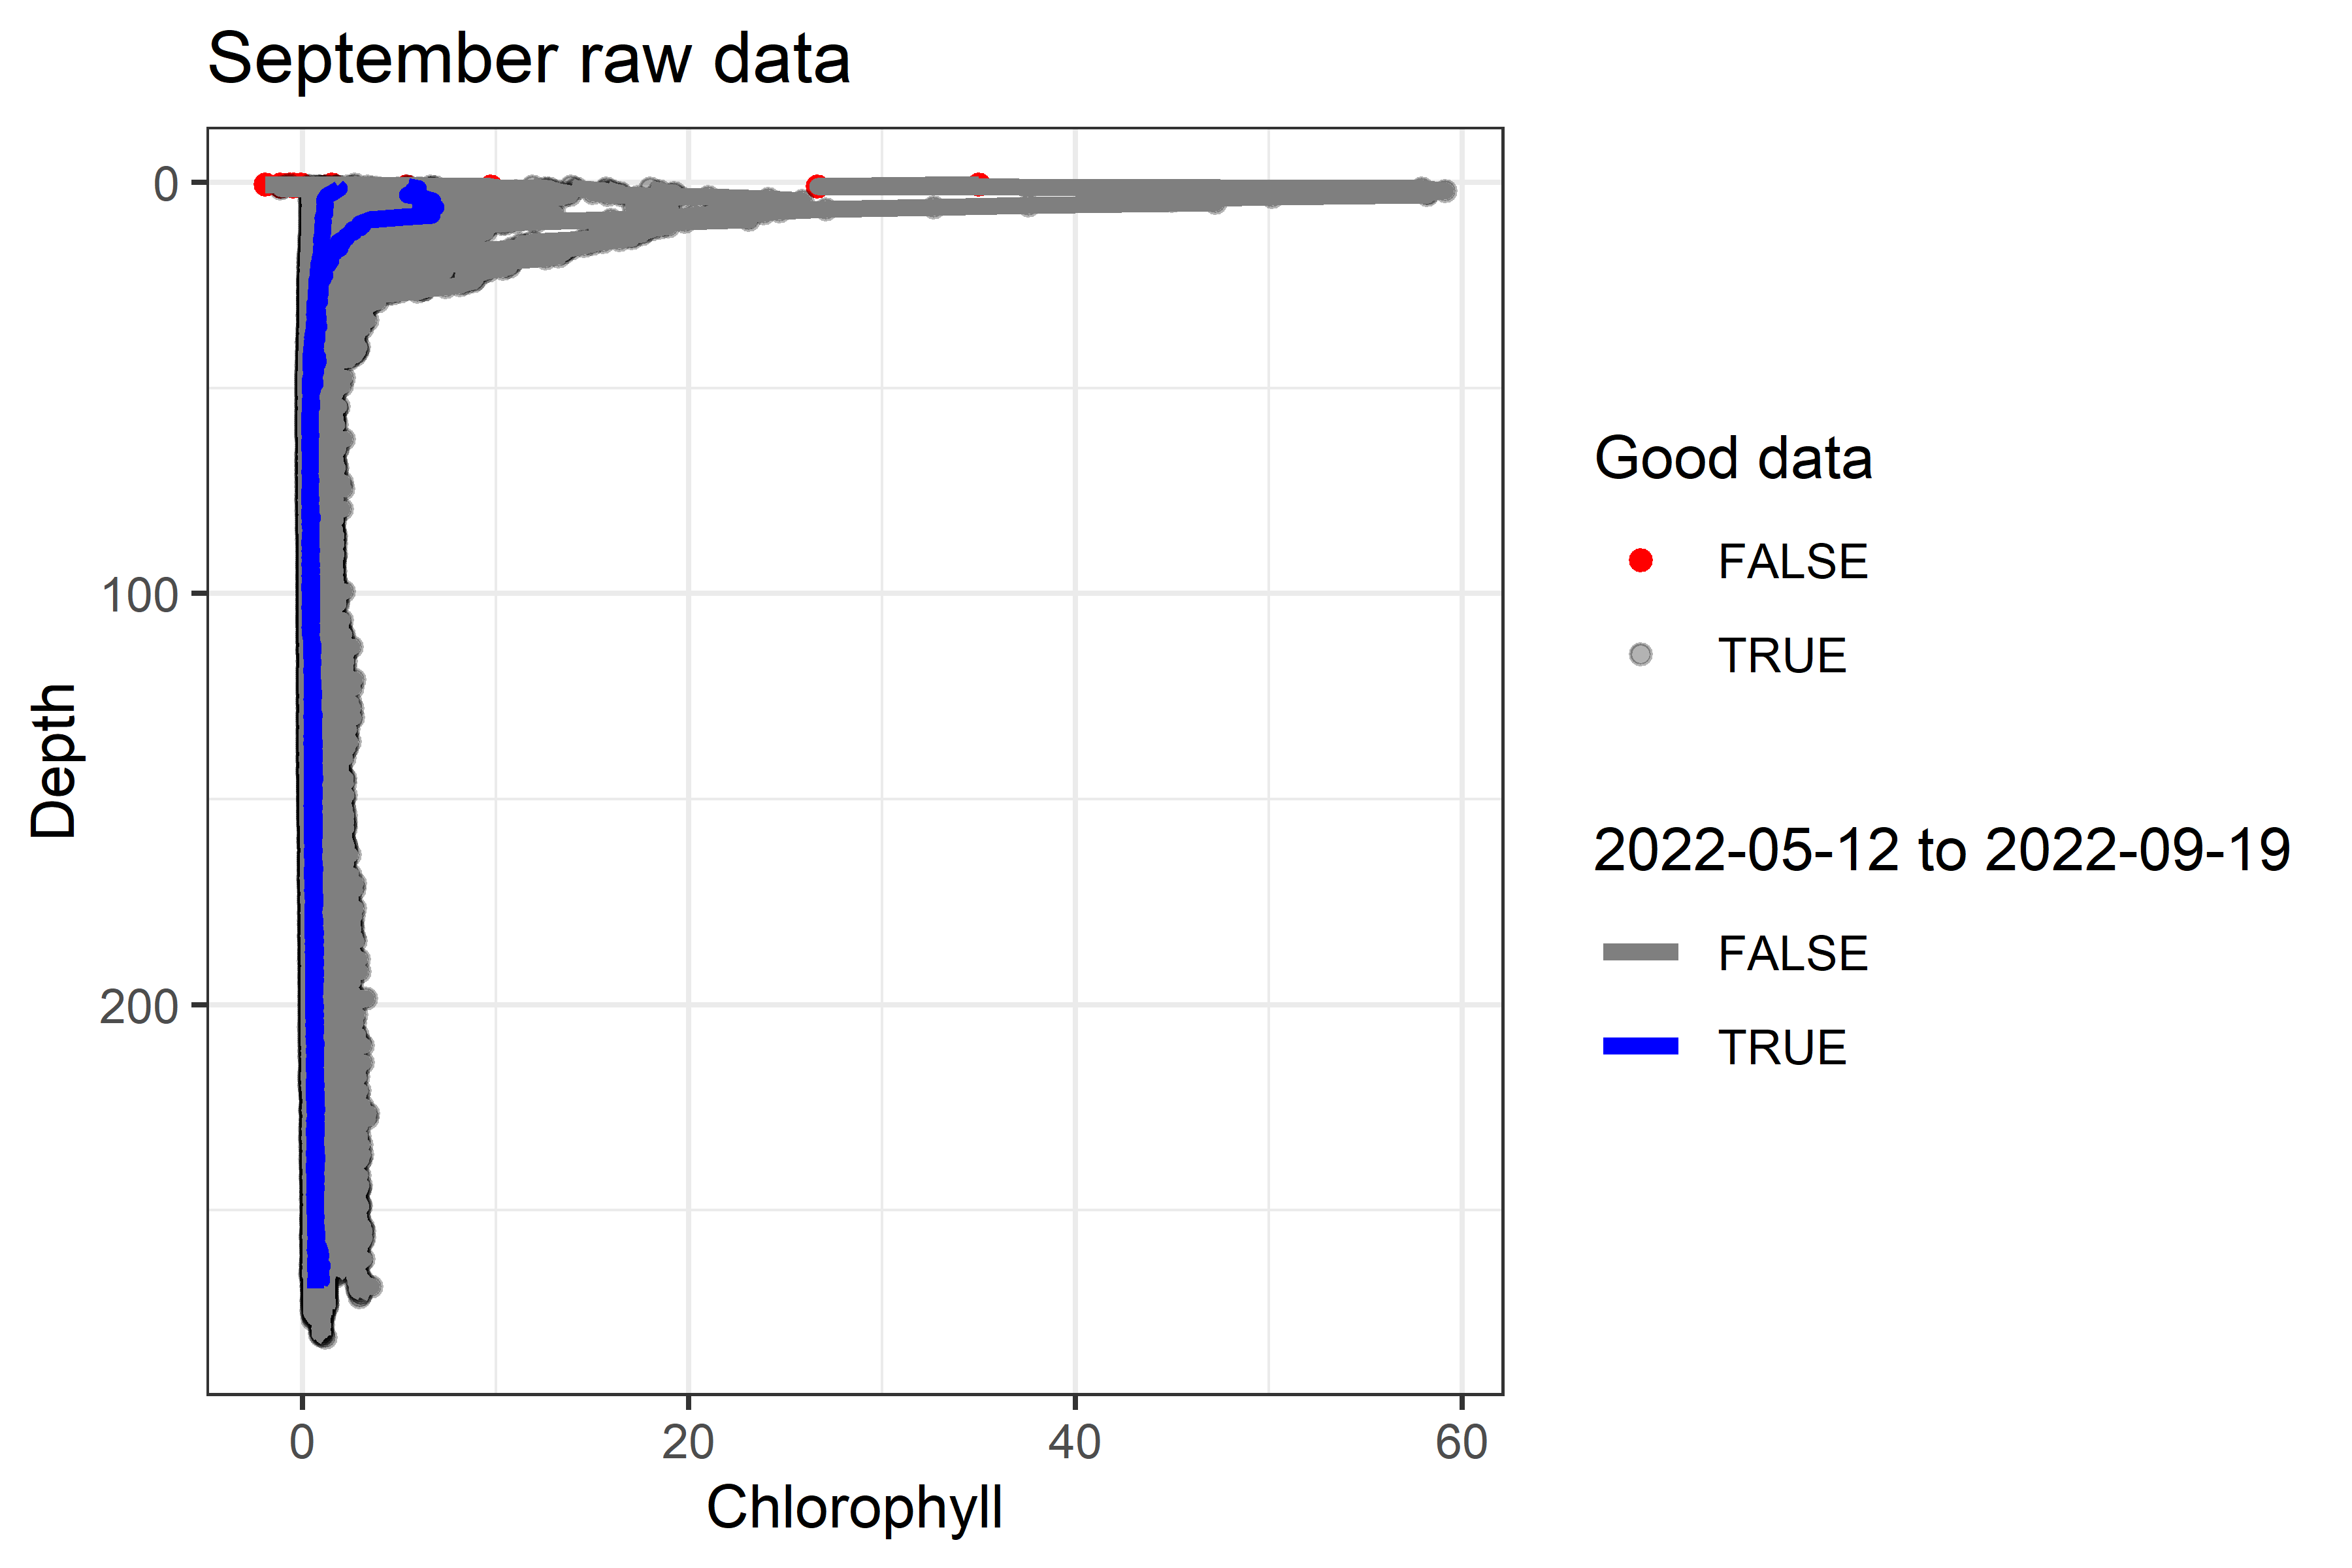 September raw data
0
100
200
Depth
0 20 40 60
Chlorophyll
Good data
FALSE
TRUE
2022-05-12 to 2022-09-19
FALSE
TRUE